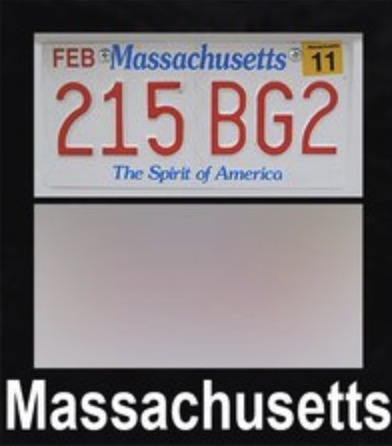 FEB Massachusetts 11
215 BG2
The Spirit of America
Massachusetts